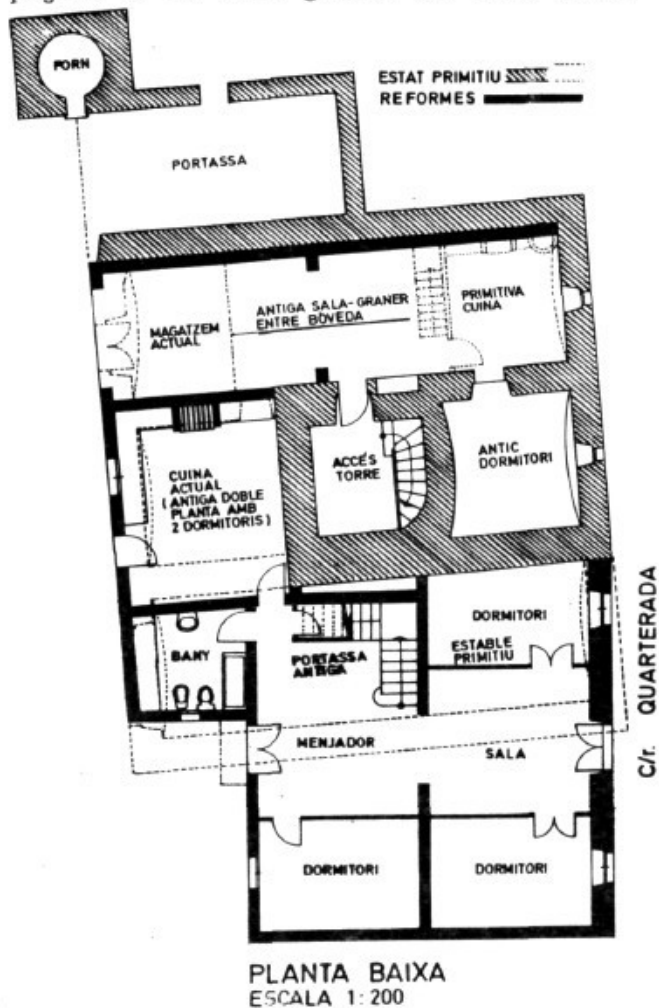 FORN
ESTAT PRIMITIU
REFORMES
PORTASSA
ANTIGA SALA-GRANER
ENTRE BÒVEDA
PRIMITIVA
CUINA
MAGATZEM
ACTUAL
CUINA
ACTUAL
(ANTIGA DOBLE
PLANTA AMB
2 DORMITORIS)
ACCÉS
TORRE
ANTIC
DORMITORI
DORMITORI
ESTABLE
PRIMITIU
BANY
PORTASSA
ANTIGA
MENJADOR
SALA
C/r. QUARTERADA
DORMITORI
DORMITORI
PLANTA BAIXA
ESCALA 1:200